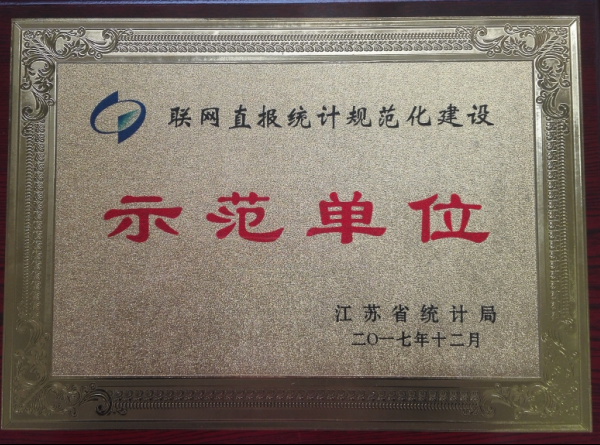 联网直报统计规范化建设
示范单位
江苏省统计局
二〇一七年十二月